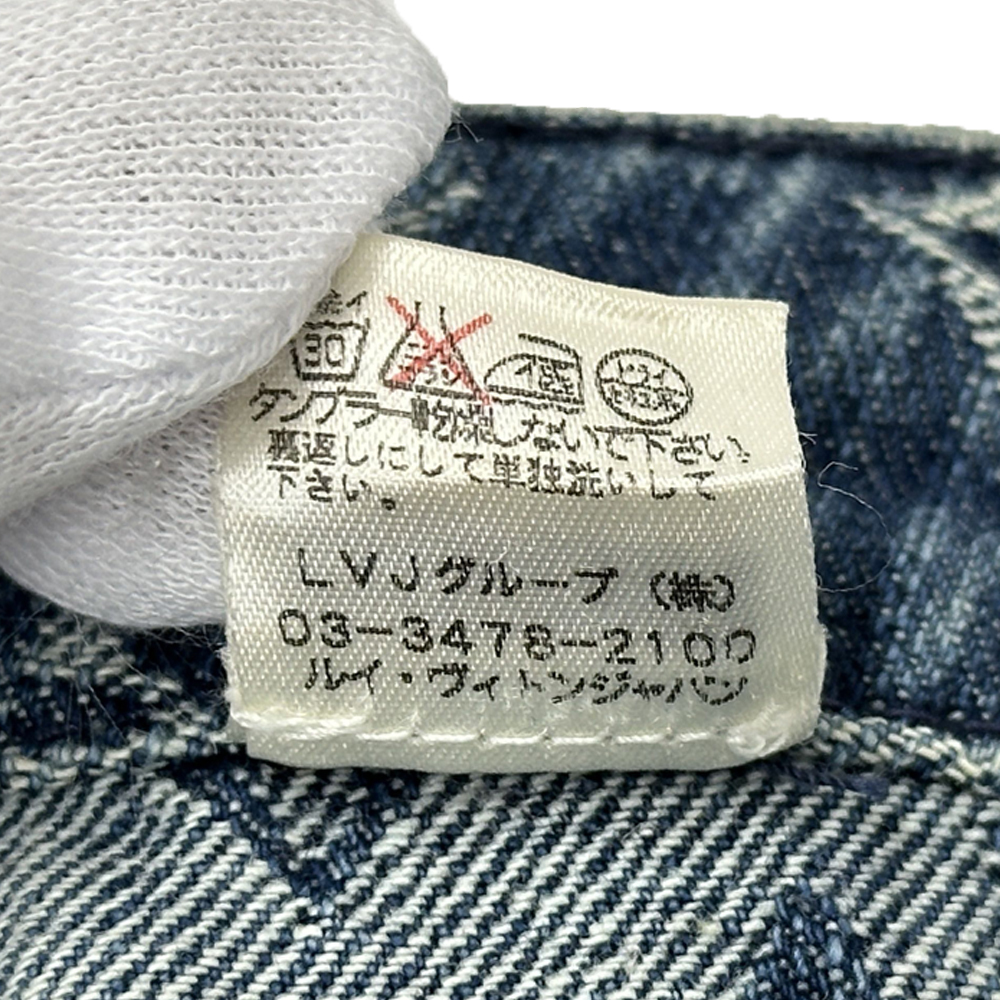 30 低
タンブラー乾燥しないで下さい。
裏返しにして単独洗いして
下さい。
LVJグループ(株)
03-3478-2100
ルイ・ヴィトンジャパン